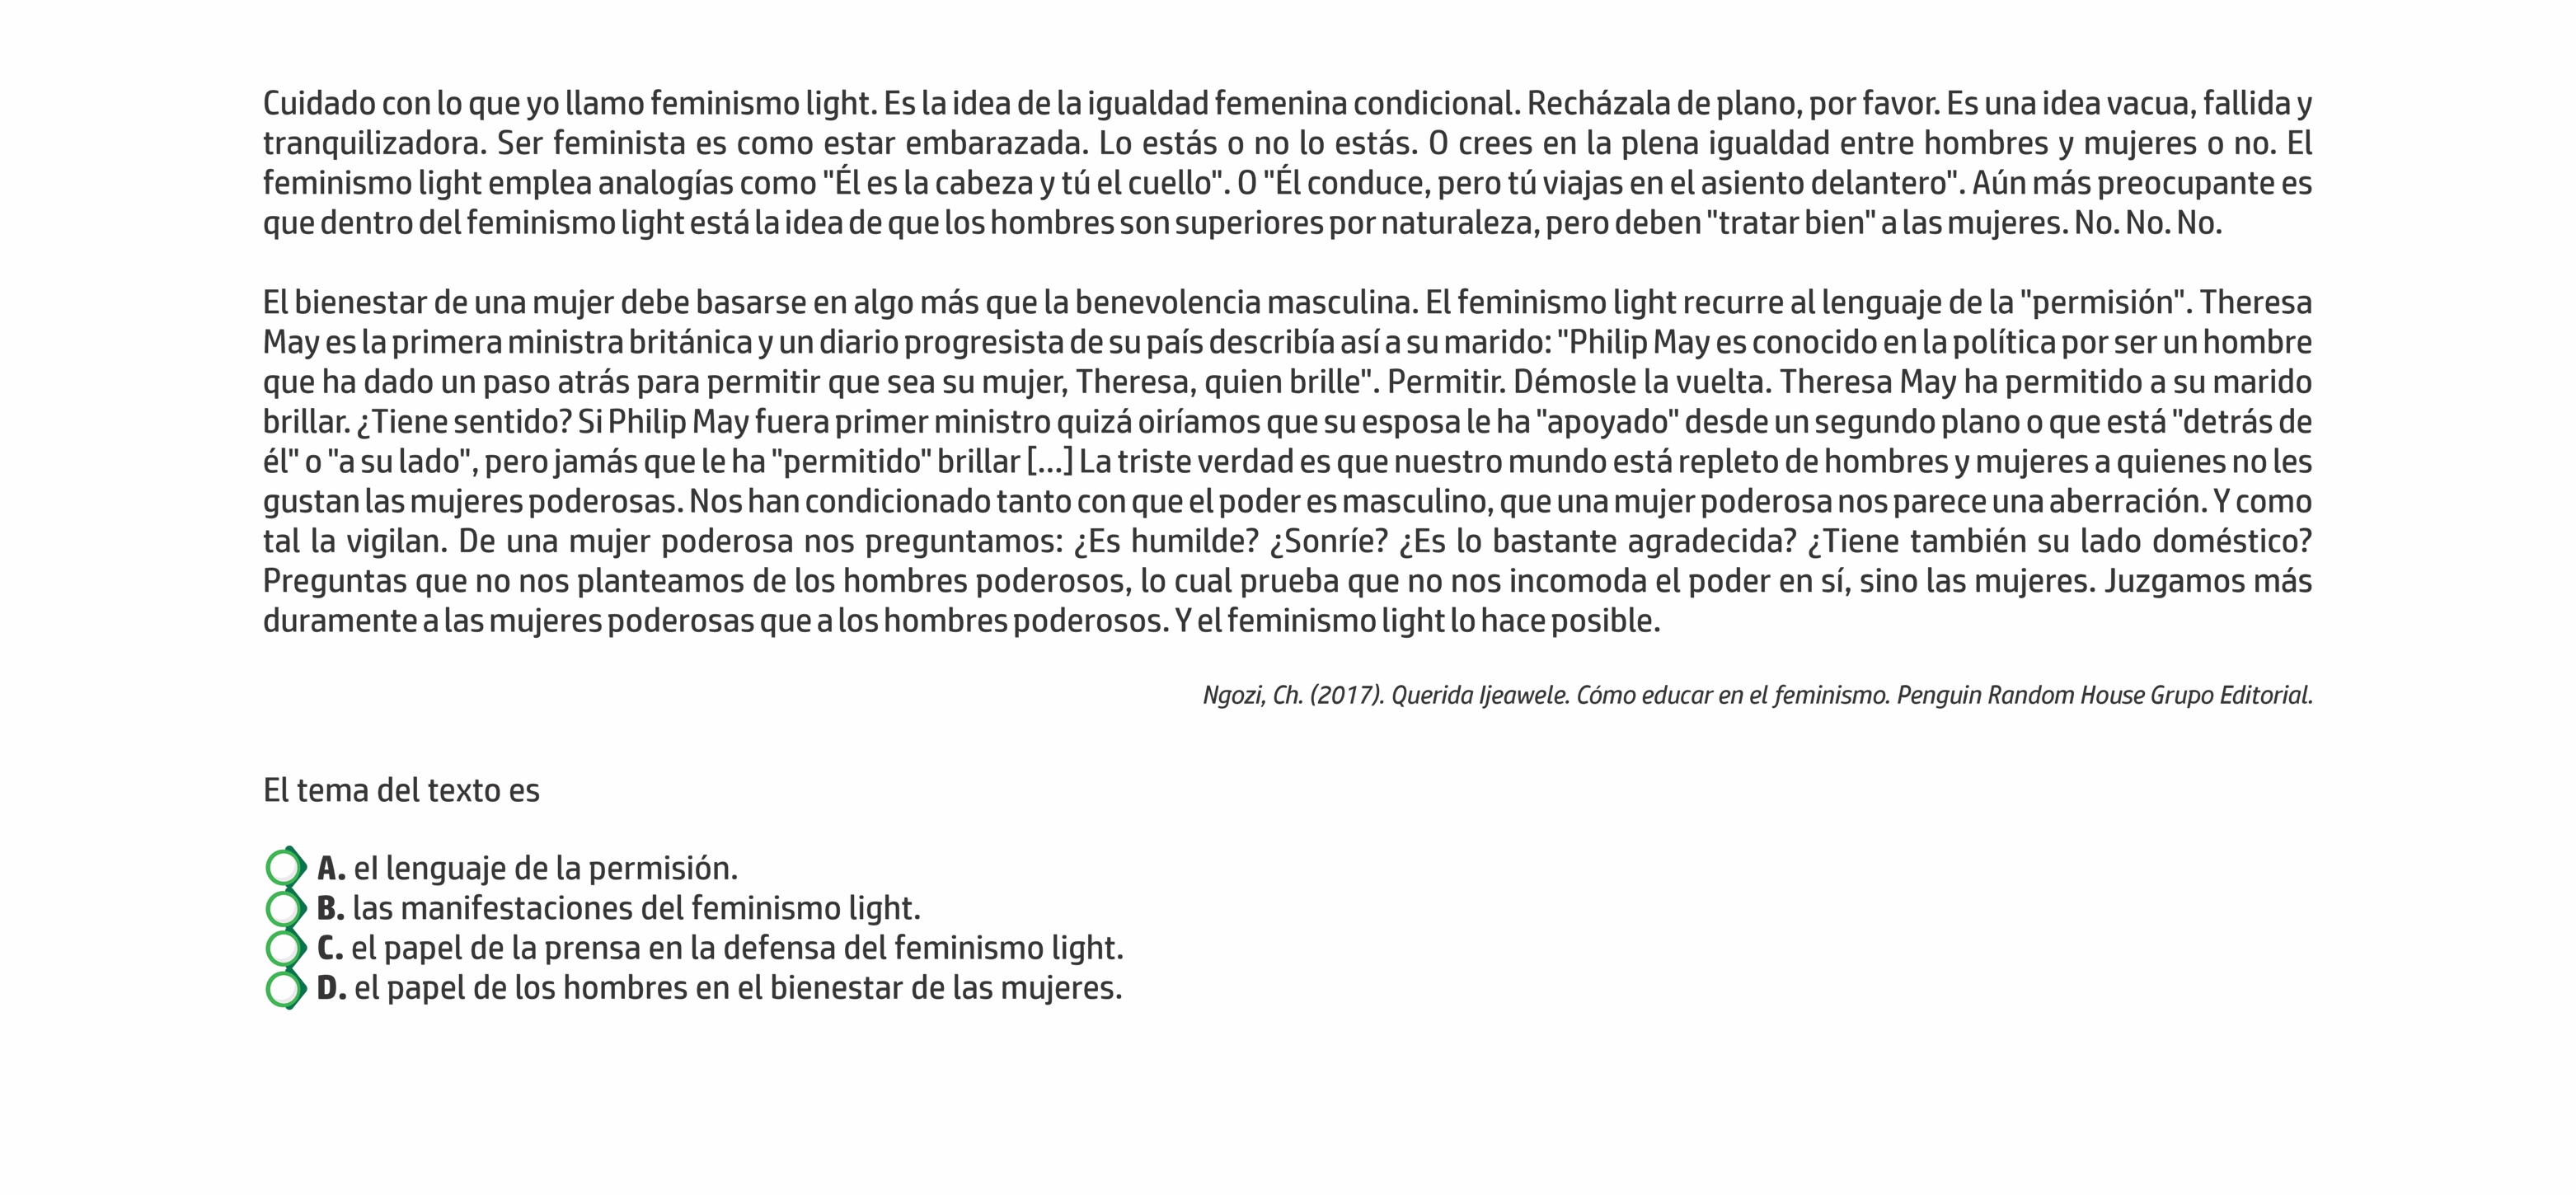 Cuidado con lo que yo llamo feminismo light. Es la idea de la igualdad femenina condicional. Recházala de plano, por favor. Es una idea vacua, fallida y
tranquilizadora. Ser feminista es como estar embarazada. Lo estás o no lo estás. O crees en la plena igualdad entre hombres y mujeres o no. El
feminismo light emplea analogías como "Él es la cabeza y tú el cuello". O "Él conduce, pero tú viajas en el asiento delantero". Aún más preocupante es
que dentro del feminismo light está la idea de que los hombres son superiores por naturaleza, pero deben "tratar bien" a las mujeres. No. No. No.
El bienestar de una mujer debe basarse en algo más que la benevolencia masculina. El feminismo light recurre al lenguaje de la "permisión". Theresa
May es la primera ministra británica y un diario progresista de su país describía así a su marido: "Philip May es conocido en la política por ser un hombre
que ha dado un paso atrás para permitir que sea su mujer, Theresa, quien brille". Permitir. Démosle la vuelta. Theresa May ha permitido a su marido
brillar. ¿Tiene sentido? Si Philip May fuera primer ministro quizá oiríamos que su esposa le ha "apoyado" desde un segundo plano o que está "detrás de
él" o "a su lado", pero jamás que le ha "permitido" brillar [...] La triste verdad es que nuestro mundo está repleto de hombres y mujeres a quienes no les
gustan las mujeres poderosas. Nos han condicionado tanto con que el poder es masculino, que una mujer poderosa nos parece una aberración. Y como
tal la vigilan. De una mujer poderosa nos preguntamos: ¿Es humilde? ¿Sonríe? ¿Es lo bastante agradecida? ¿Tiene también su lado doméstico?
Preguntas que no nos planteamos de los hombres poderosos, lo cual prueba que no nos incomoda el poder en sí, sino las mujeres. Juzgamos más
duramente a las mujeres poderosas que a los hombres poderosos. Y el feminismo light lo hace posible.
Ngozi, Ch. (2017). Querida Ijeawele. Cómo educar en el feminismo. Penguin Random House Grupo Editorial.
El tema del texto es
A. el lenguaje de la permisión.
B. las manifestaciones del feminismo light.
C. el papel de la prensa en la defensa del feminismo light.
D. el papel de los hombres en el bienestar de las mujeres.